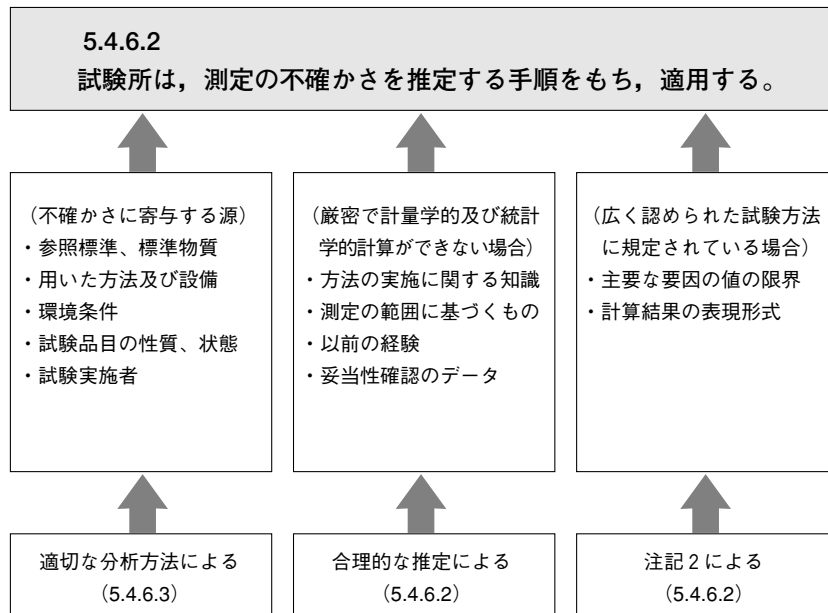 5.4.6.2
試験所は，測定の不確かさを推定する手順をもち，適用する。
（不確かさに寄与する源）
・参照標準、標準物質
・用いた方法及び設備
・環境条件
・試験品目の性質、状態
・試験実施者
（厳密で計量学的及び統計
学的計算ができない場合）
・方法の実施に関する知識
・測定の範囲に基づくもの
・以前の経験
・妥当性確認のデータ
（広く認められた試験方法
に規定されている場合）
・主要な要因の値の限界
・計算結果の表現形式
適切な分析方法による
（5.4.6.3）
合理的な推定による
（5.4.6.2）
注記２による
（5.4.6.2）